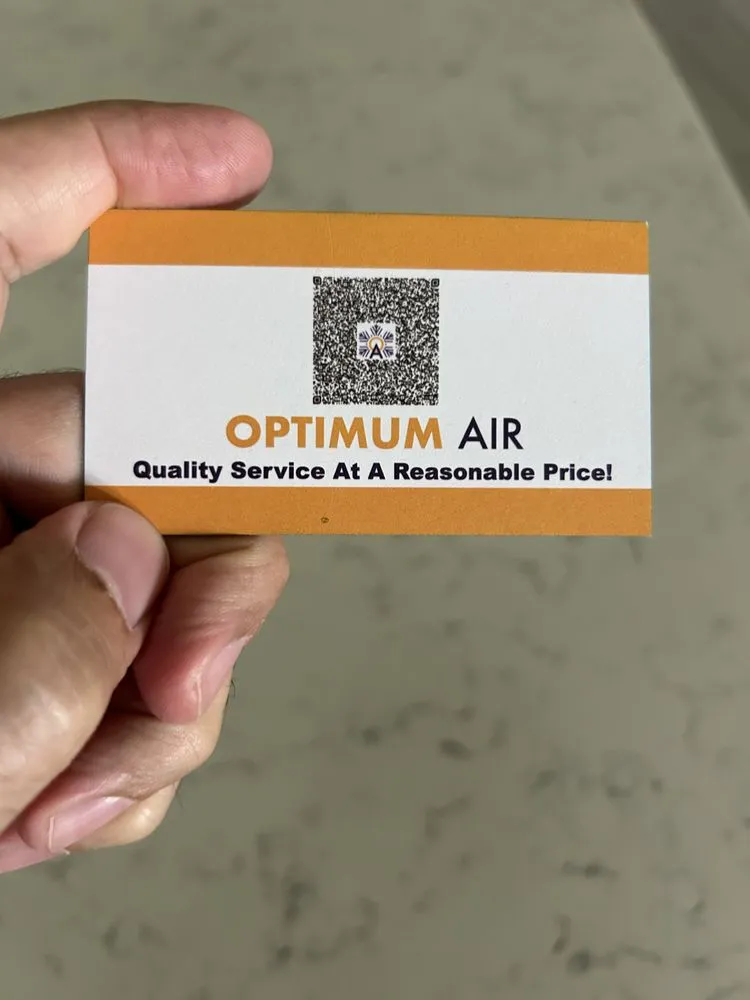 A
OPTIMUM AIR
Quality Service At A Reasonable Price!